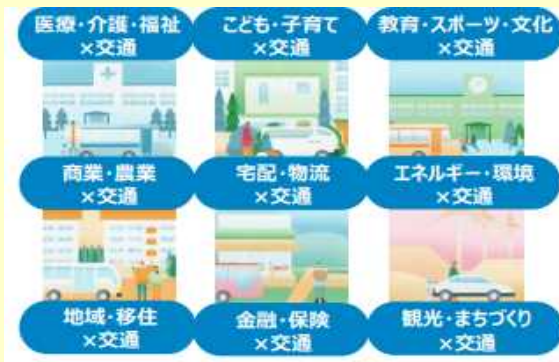 医療・介護・福祉
×交通
こども・子育て
×交通
教育・スポーツ・文化
×交通
商業・農業
×交通
宅配・物流
×交通
エネルギー・環境
×交通
地域・移住
×交通
金融・保険
×交通
観光・まちづくり
×交通